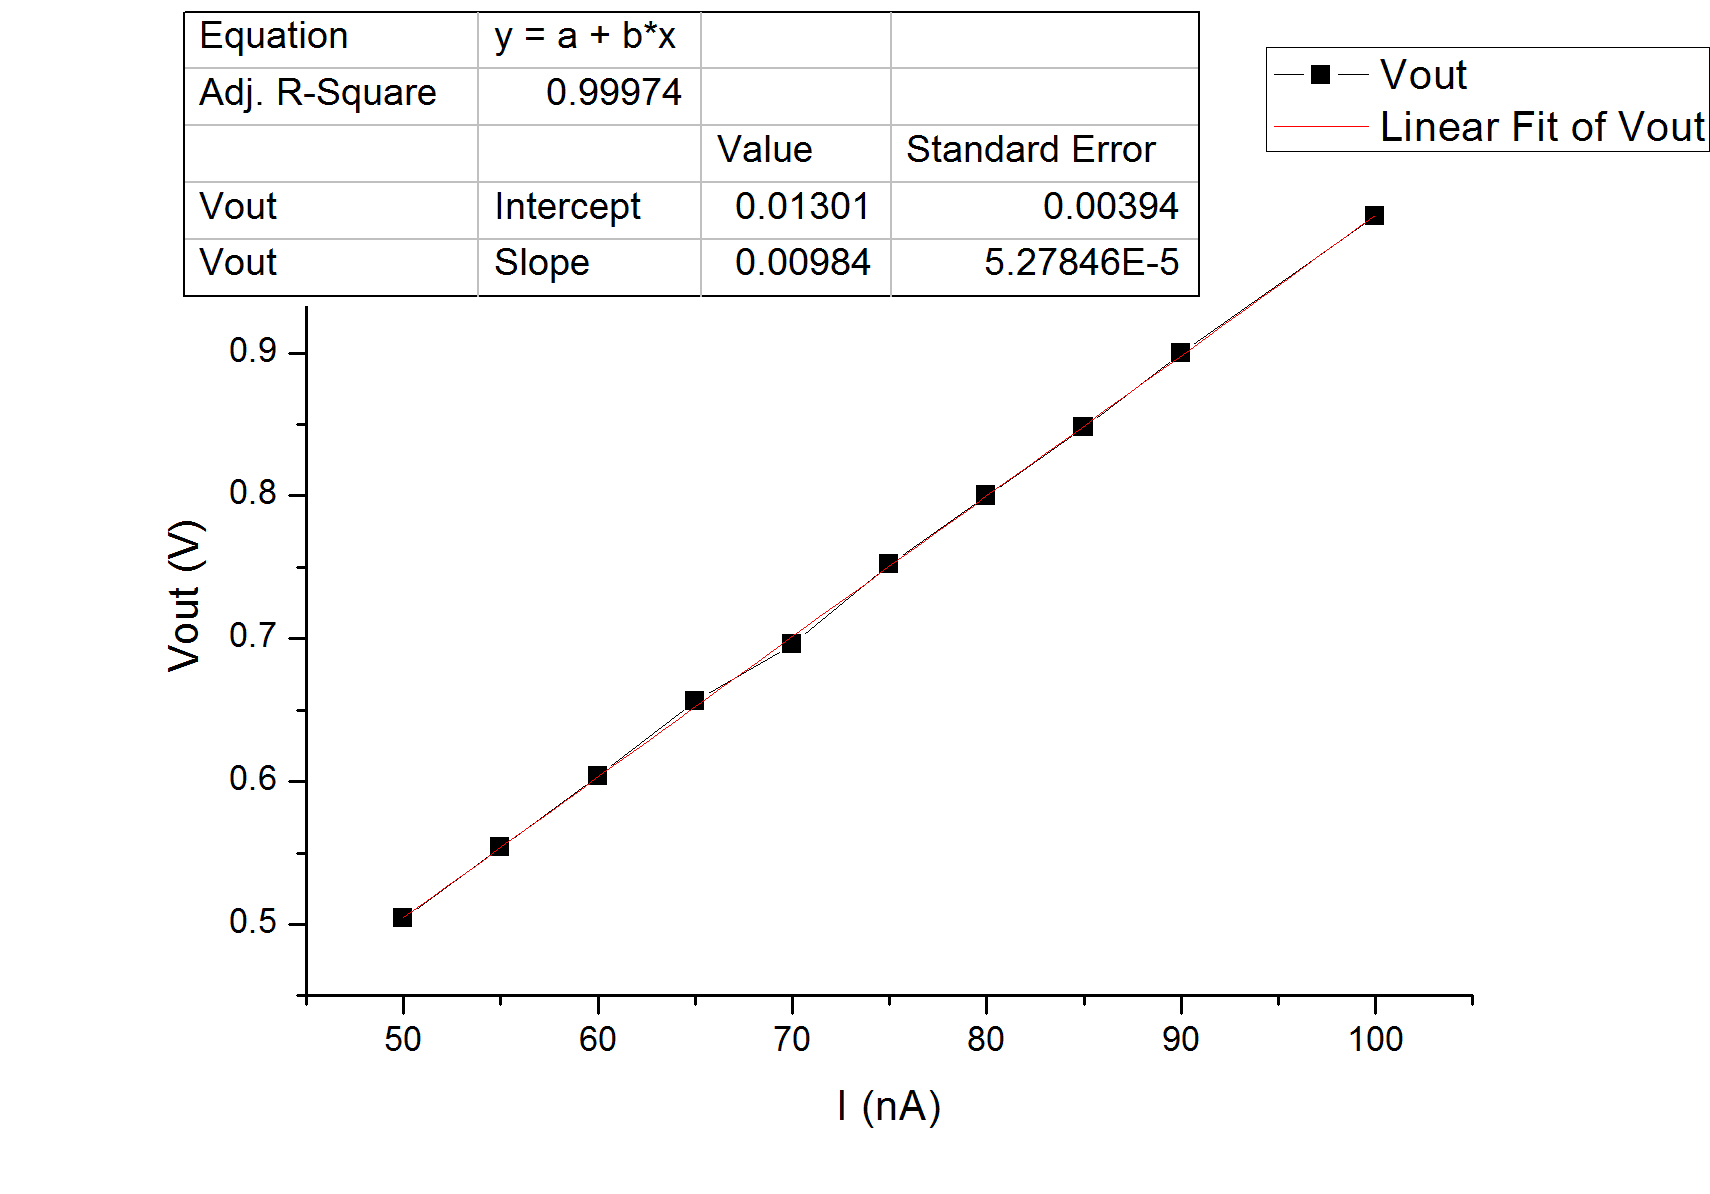 Equation y = a + b*x
Adj. R-Square 0.99974
Value Standard Error
Vout Intercept 0.01301 0.00394
Vout Slope 0.00984 5.27846E-5
Vout
Linear Fit of Vout
0.9
0.8
0.7
0.6
0.5
Vout (V)
50 60 70 80 90 100
I (nA)